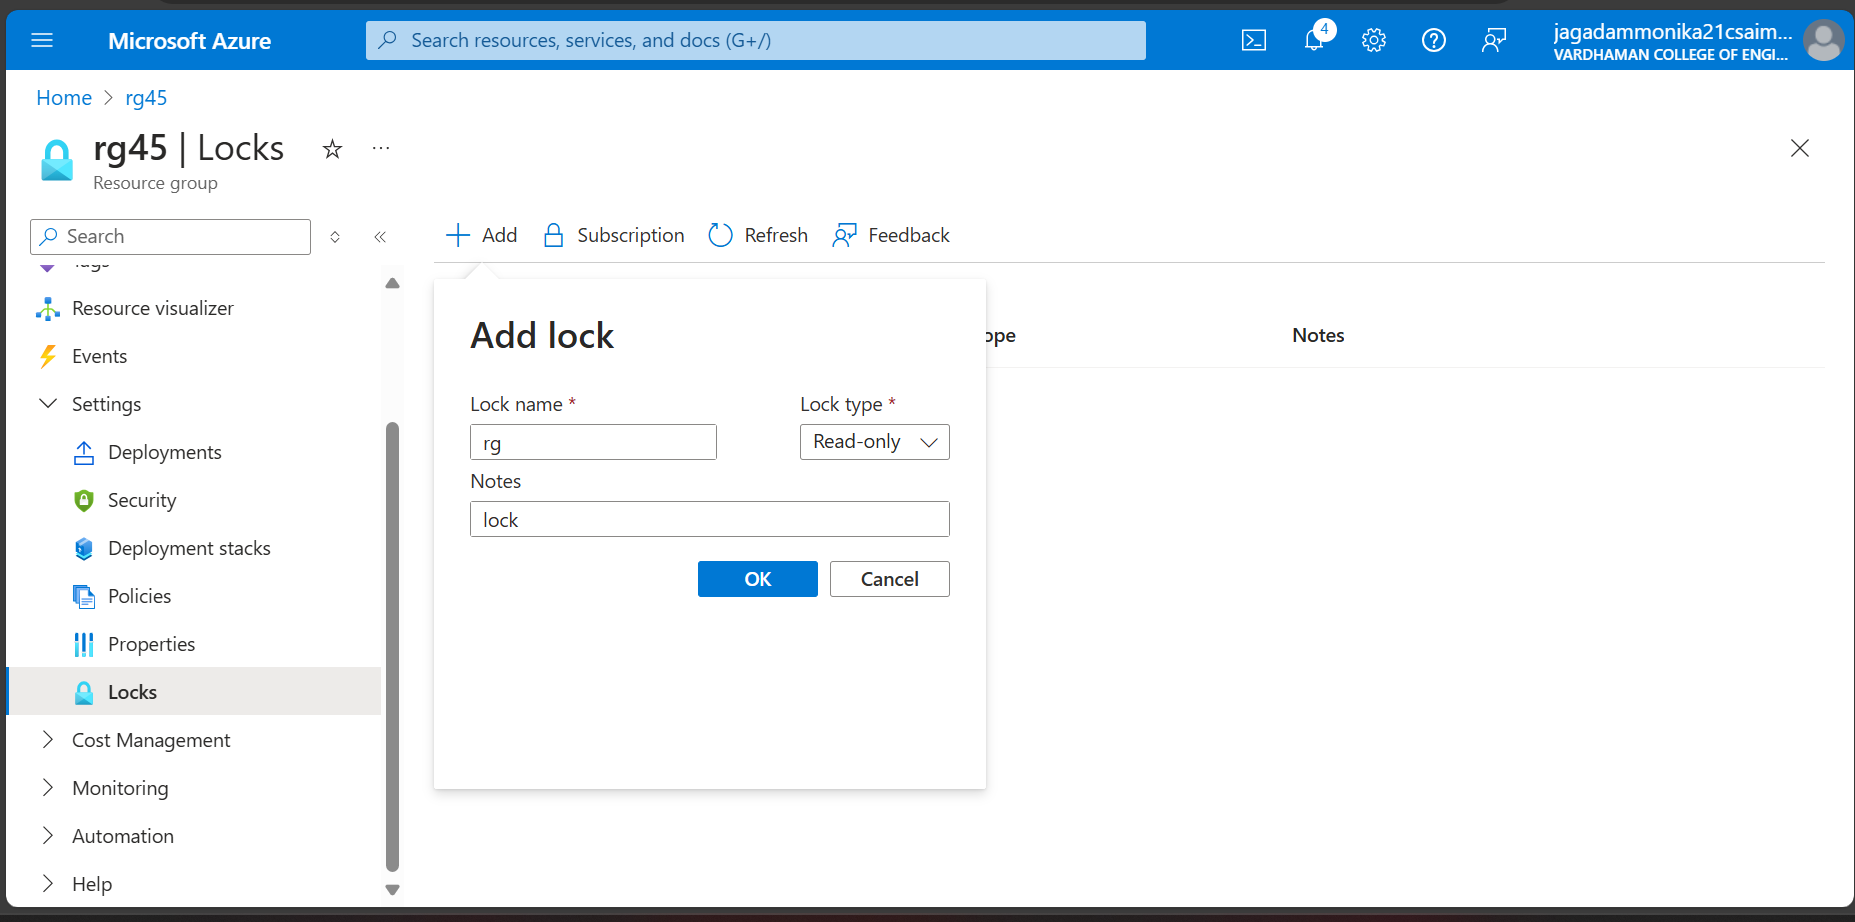 Microsoft Azure
Search resources, services, and docs (G+/)
4
jagadammonika21csaim...
VARDHAMAN COLLEGE OF ENGI...
Home > rg45
rg45 | Locks
Resource group
Search
Resource visualizer
Events
Settings
Deployments
Security
Deployment stacks
Policies
Properties
Locks
Cost Management
Monitoring
Automation
Help
Add Subscription Refresh Feedback
ope Notes
Add lock
Lock name * Lock type *
rg Read-only
Notes
lock
OK Cancel